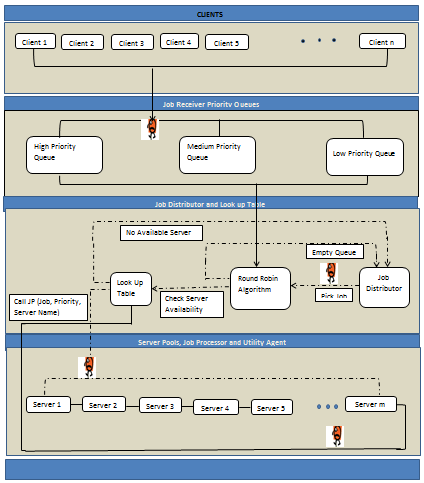 CLIENTS
Client 1
Client 2
Client 3
Client 4
Client 5
Client n
Job Receiver Priority Queues
High Priority
Queue
Medium Priority
Queue
Low Priority Queue
Job Distributor and Look up Table
No Available Server
Empty Queue
Look Up
Table
Round Robin
Algorithm
Job
Distributor
Pick Job
Check Server
Availability
Call JP (Job, Priority,
Server Name)
Server Pools, Job Processor and Utility Agent
Server 1
Server 2
Server 3
Server 4
Server 5
Server m